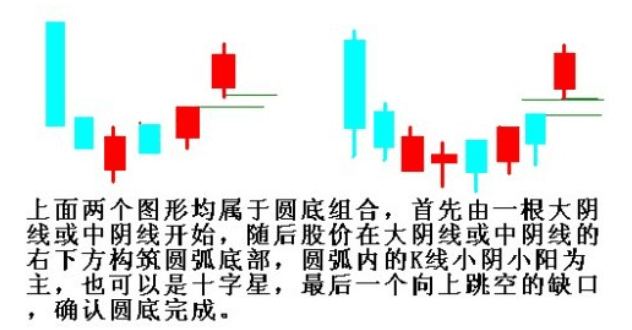 上面两个图形均属于圆底组合，首先由一根大阴
线或中阴线开始，随后股价在大阴线或中阴线的
右下方构筑圆弧底部，圆弧内的K线小阴小阳为
主，也可以是十字星，最后一个向上跳空的缺口
，确认圆底完成。